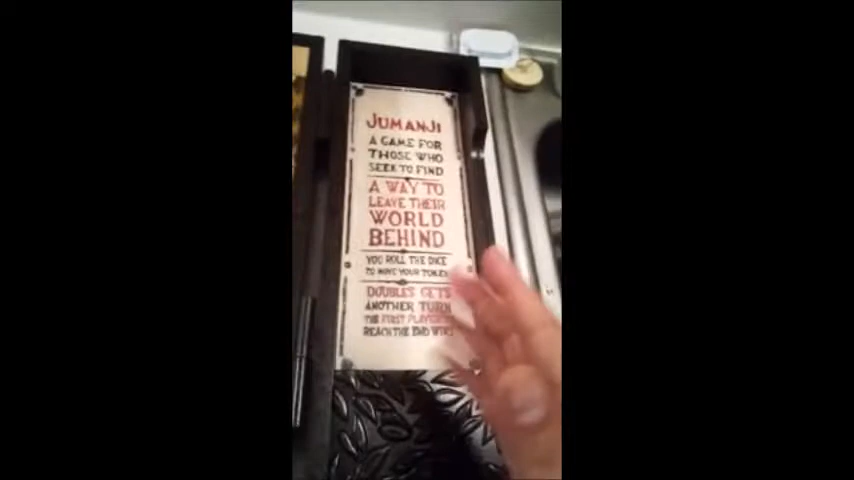 JUMANJI
A GAME FOR
THOSE WHO
SEEK TO FIND
A WAY TO
LEAVE THEIR
WORLD
BEHIND
YOU ROLL THE DICE
TO MOVE YOUR TOKEN
DOUBLES GETS
ANOTHER TURN
THE FIRST PLAYER TO
REACH THE END WINS